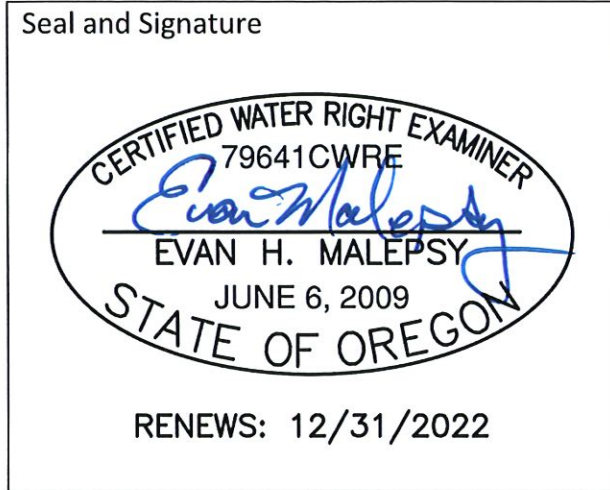 Seal and Signature
CERTIFIED WATER RIGHT EXAMINER
79641CWRE
Evan Malepsy
EVAN H. MALEPSY
JUNE 6, 2009
STATE OF OREGON
RENEWS: 12/31/2022